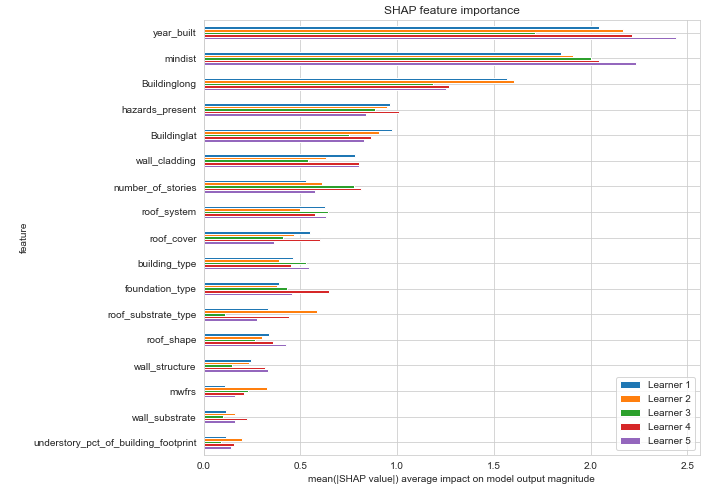 SHAP feature importance
year_built
mindist
Buildinglong
hazards_present
Buildinglat
wall_cladding
number_of_stories
roof_system
roof_cover
building_type
foundation_type
roof_substrate_type
roof_shape
wall_structure
mwfrs
wall_substrate
understory_pct_of_building_footprint
feature
Learner 1
Learner 2
Learner 3
Learner 4
Learner 5
0.0 0.5 1.0 1.5 2.0 2.5
mean(|SHAP value|) average impact on model output magnitude